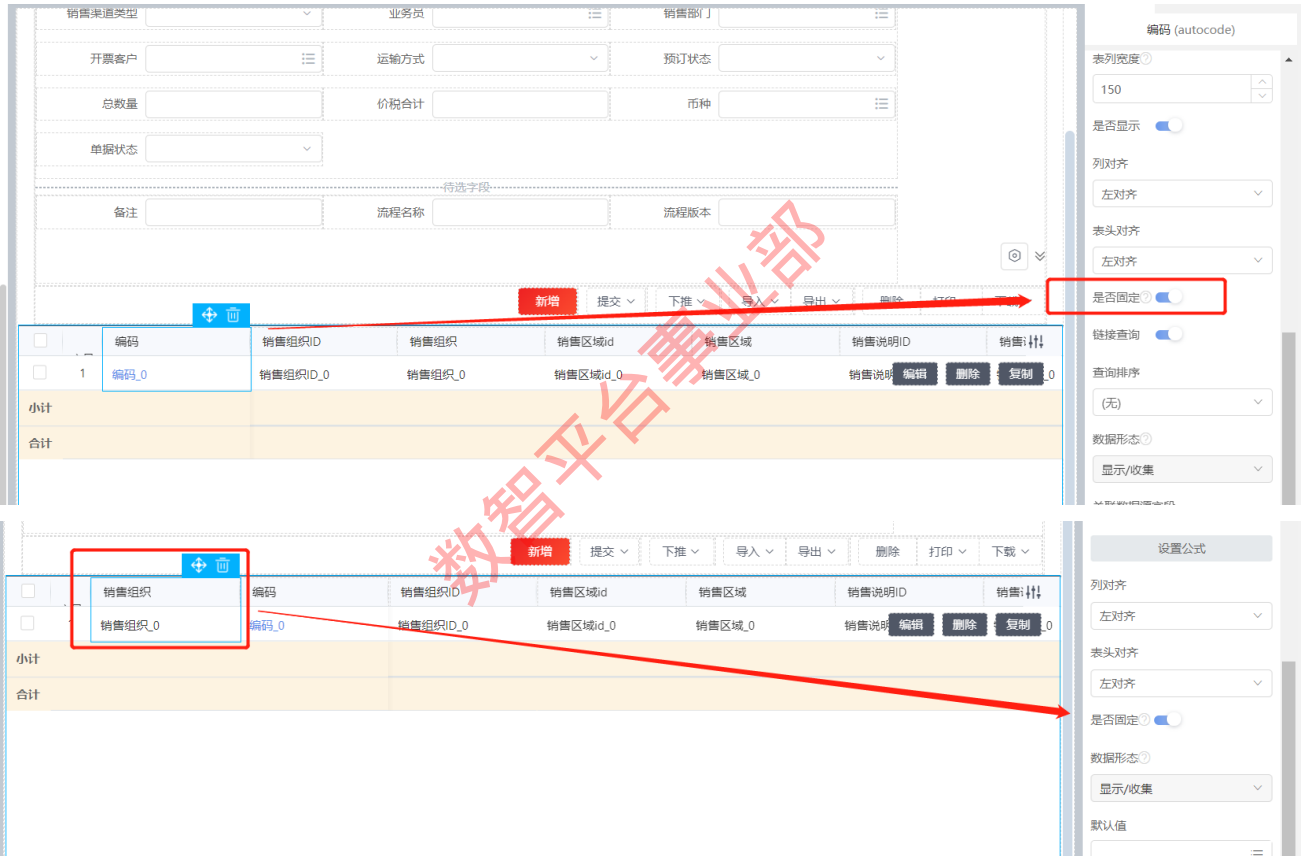 销售渠道类型 业务员 销售部门
编码 (autocode)
开票客户 运输方式 预订状态
表列宽度
150
总数量 价税合计 币种
是否显示
单据状态
列对齐
左对齐
待选字段
备注 流程名称 流程版本
表头对齐
左对齐
新增 提交 下推 导入 导出 删除 打印 下载
是否固定
编码 销售组织ID 销售组织 销售区域id 销售区域 销售说明ID
链接查询
1 编码_0 销售组织ID_0 销售组织_0 销售区域id_0 销售区域_0 编辑 删除 复制 _0
查询排序
(无)
小计
合计
数据形态
显示/收集
数智平台事业部
新增 提交 下推 导入 导出 删除 打印 下载
设置公式
销售组织 编码 销售组织ID 销售区域id 销售区域 销售说明ID
列对齐
左对齐
销售组织_0 编码_0 销售组织ID_0 销售区域id_0 销售区域_0 编辑 删除 复制 _0
小计
表头对齐
左对齐
合计
是否固定
数据形态
显示/收集
默认值